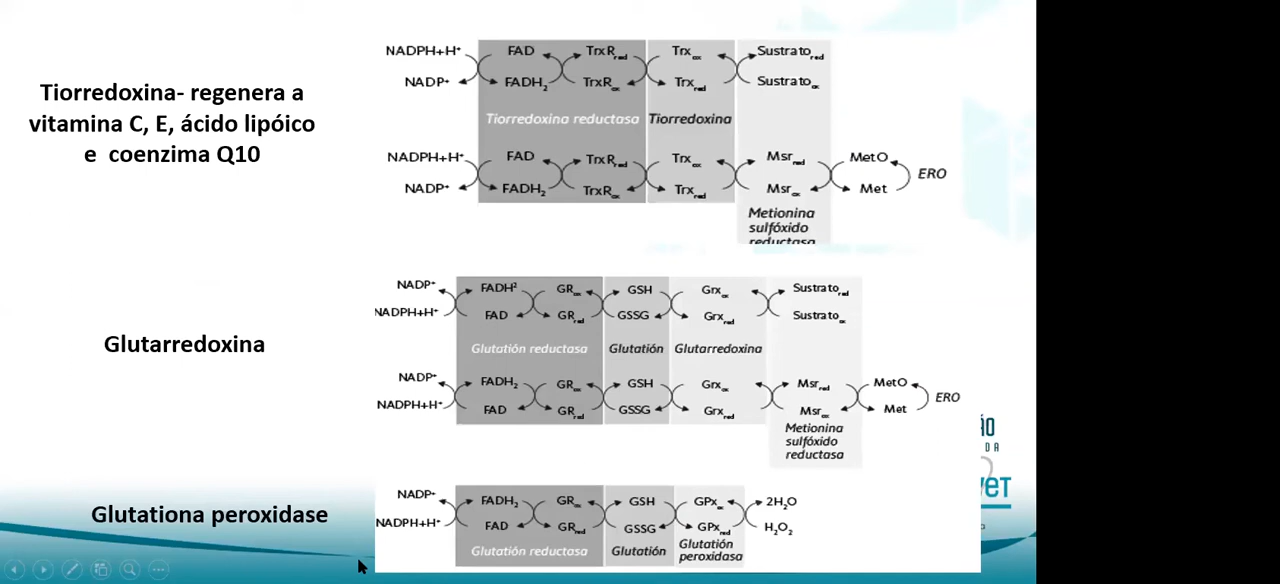 Tiorredoxina- regenera a
vitamina C, E, ácido lipóico
e coenzima Q10
NADPH+H⁺ FAD TrxR red Trx ox Sustrato red
NADP⁺ FADH₂ TrxR ox Trx red Sustrato ox
Tiorredoxina reductasa Tiorredoxina
NADPH+H⁺ FAD TrxR red Trx ox Msr red MetO
ERO
NADP⁺ FADH₂ TrxR ox Trx red Msr ox Met
Metionina
sulfóxido
reductasa
Glutarredoxina
NADP⁺ FADH² GR ox GSH Grx ox Sustrato red
NADPH+H⁺ FAD GR red GSSG Grx red Sustrato ox
Glutatión reductasa Glutatión Glutarredoxina
NADP⁺ FADH₂ GR ox GSH Grx ox Msr red MetO
ERO
NADPH+H⁺ FAD GR red GSSG Grx red Msr ox Met
Metionina
sulfóxido
reductasa
Glutationa peroxidase
NADP⁺ FADH₂ GR ox GSH GPx ox 2H₂O
NADPH+H⁺ FAD GR red GSSG GPx red H₂O₂
Glutatión reductasa Glutatión Glutatión
peroxidasa